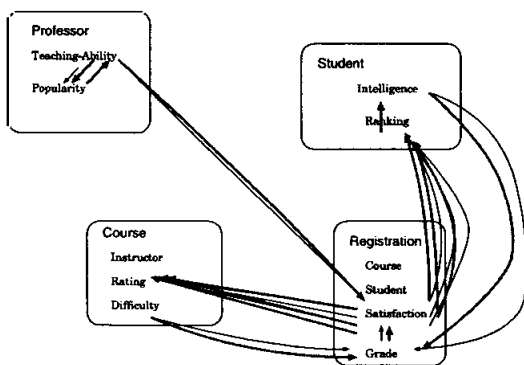 Professor
Teaching-Ability
Popularity
Student
Intelligence
Ranking
Course
Instructor
Rating
Difficulty
Registration
Course
Student
Satisfaction
Grade